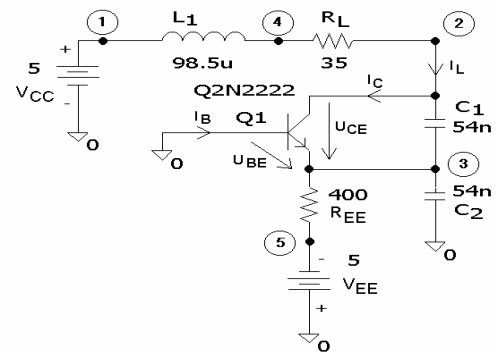 1 L1 4 RL 2
98.5u 35
+ 5 VCC -
0
Q2N2222
IC IL
IB Q1
UCE
C1
54n
0
UBE
3
400
REE
54n
C2
5
0
- 5
VEE
+
0